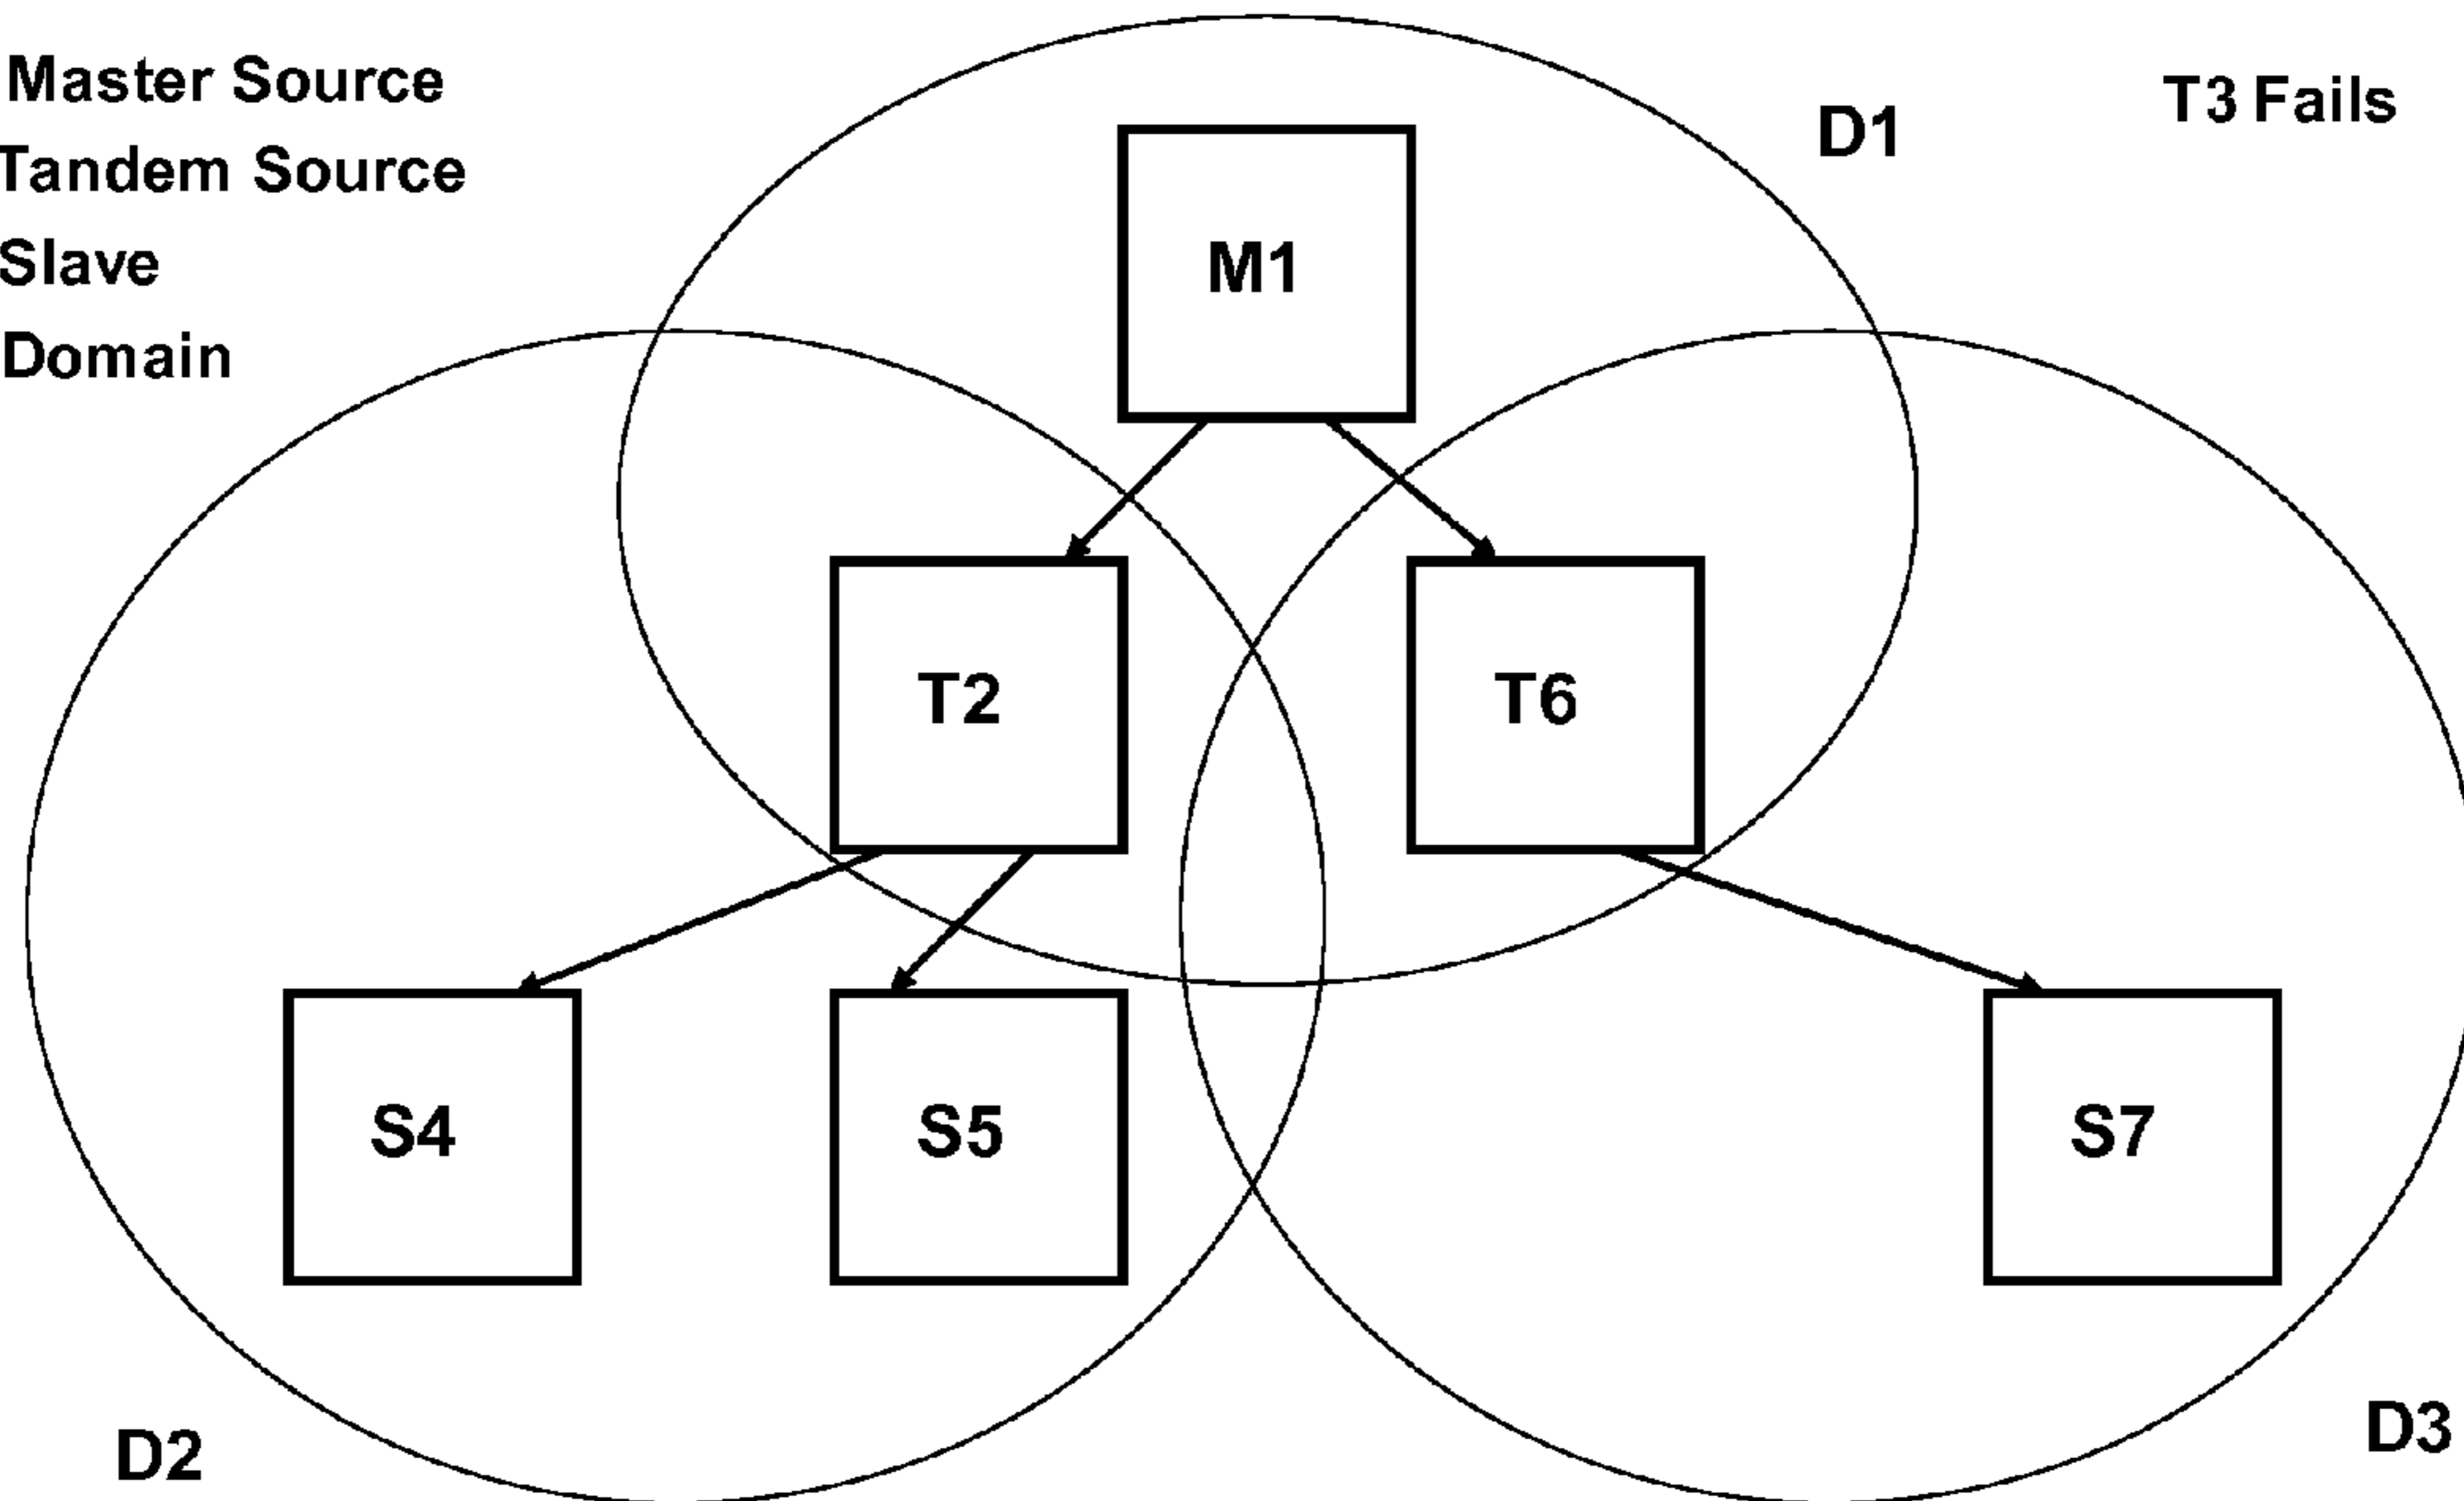 Master Source
Tandem Source
Slave
Domain
D1
T3 Fails
M1
T2
T6
S4
S5
S7
D2
D3